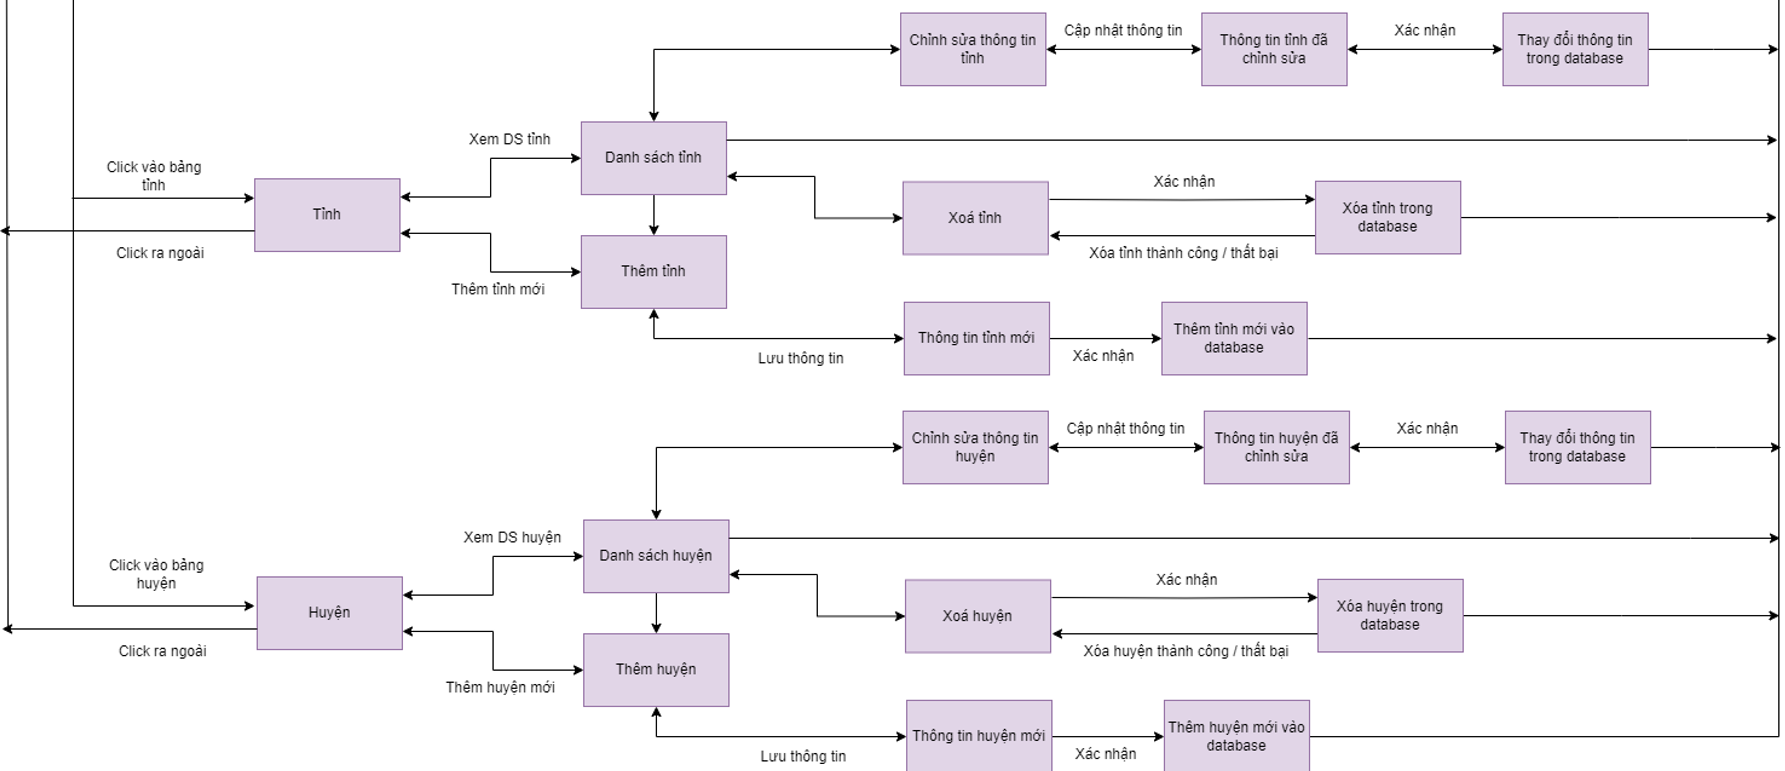 Chỉnh sửa thông tin
tỉnh
Cập nhật thông tin
Thông tin tỉnh đã
chỉnh sửa
Xác nhận
Thay đổi thông tin
trong database
Click vào bảng
tỉnh
Tỉnh
Click ra ngoài
Xem DS tỉnh
Danh sách tỉnh
Thêm tỉnh mới
Thêm tỉnh
Xoá tỉnh
Xác nhận
Xóa tỉnh trong
database
Xóa tỉnh thành công / thất bại
Lưu thông tin
Thông tin tỉnh mới
Xác nhận
Thêm tỉnh mới vào
database
Chỉnh sửa thông tin
huyện
Cập nhật thông tin
Thông tin huyện đã
chỉnh sửa
Xác nhận
Thay đổi thông tin
trong database
Click vào bảng
huyện
Huyện
Click ra ngoài
Xem DS huyện
Danh sách huyện
Thêm huyện mới
Thêm huyện
Xoá huyện
Xác nhận
Xóa huyện trong
database
Xóa huyện thành công / thất bại
Lưu thông tin
Thông tin huyện mới
Xác nhận
Thêm huyện mới vào
database